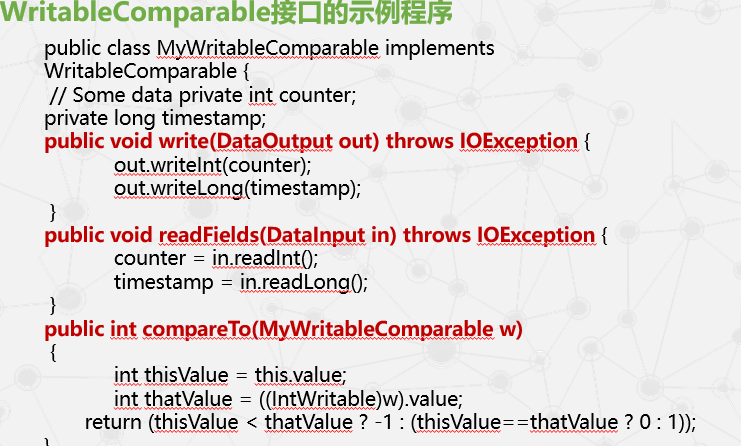 WritableComparable接口的示例程序
public class MyWritableComparable implements
WritableComparable {
// Some data private int counter;
private long timestamp;
public void write(DataOutput out) throws IOException {
out.writeInt(counter);
out.writeLong(timestamp);
}
public void readFields(DataInput in) throws IOException {
counter = in.readInt();
timestamp = in.readLong();
}
public int compareTo(MyWritableComparable w)
{
int thisValue = this.value;
int thatValue = ((IntWritable)w).value;
return (thisValue < thatValue ? -1 : (thisValue==thatValue ? 0 : 1));
}